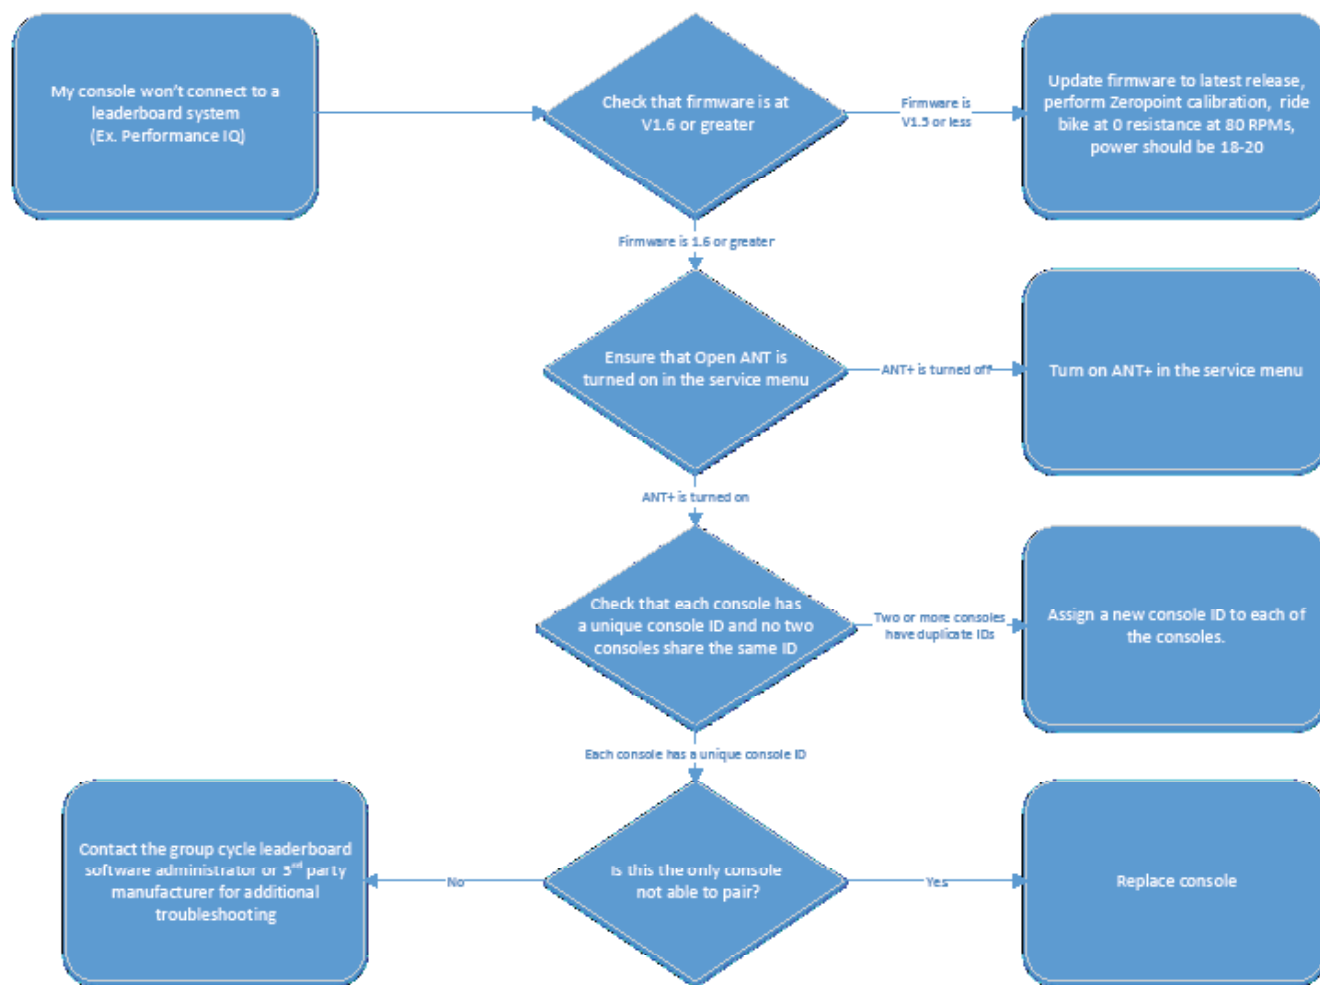 My console won't connect to a
leaderboard system
(Ex. Performance IQ)
Check that firmware is at
V1.6 or greater
Firmware is
V1.5 or less
Update firmware to latest release,
perform Zeropoint calibration, ride
bike at 0 resistance at 80 RPMs,
power should be 18-20
Firmware is 1.6 or greater
Ensure that Open ANT is
turned on in the service menu
ANT+ is turned off
Turn on ANT+ in the service menu
ANT+ is turned on
Check that each console has
a unique console ID and no two
consoles share the same ID
Two or more consoles
have duplicate IDs
Assign a new console ID to each of
the consoles.
Each console has a unique console ID
Is this the only console
not able to pair?
No
Contact the group cycle leaderboard
software administrator or 3rd party
manufacturer for additional
troubleshooting
Yes
Replace console